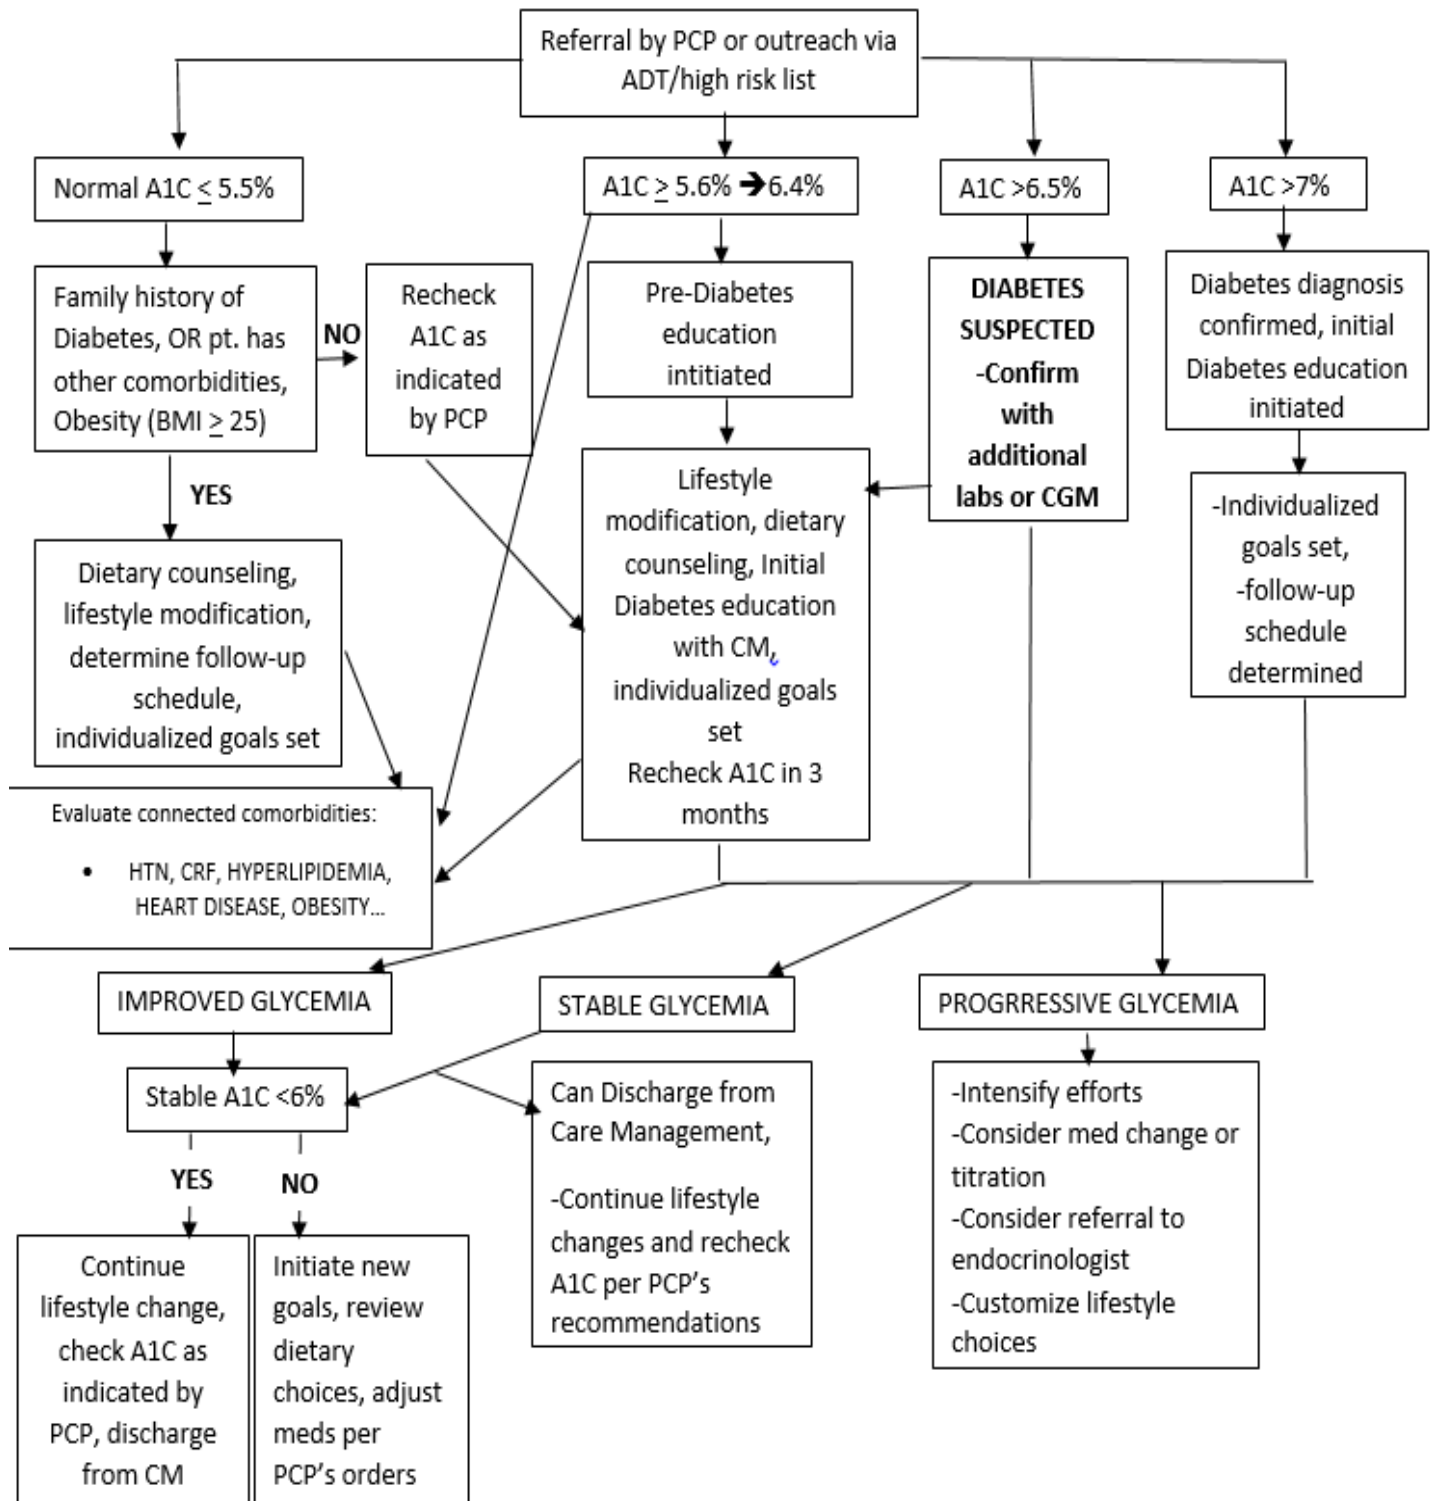 Referral by PCP or outreach via
ADT/high risk list
Normal A1C ≤ 5.5%
A1C ≥ 5.6% ➔6.4%
A1C >6.5%
A1C >7%
Family history of
Diabetes, OR pt. has
other comorbidities,
Obesity (BMI ≥ 25)
NO
Recheck
A1C as
indicated
by PCP
Pre-Diabetes
education
intitiated
DIABETES
SUSPECTED
-Confirm
with
additional
labs or CGM
Diabetes diagnosis
confirmed, initial
Diabetes education
initiated
YES
Dietary counseling,
lifestyle modification,
determine follow-up
schedule,
individualized goals set
Lifestyle
modification, dietary
counseling, Initial
Diabetes education
with CM,
individualized goals
set
Recheck A1C in 3
months
-Individualized
goals set,
-follow-up
schedule
determined
Evaluate connected comorbidities:
• HTN, CRF, HYPERLIPIDEMIA,
HEART DISEASE, OBESITY...
IMPROVED GLYCEMIA
STABLE GLYCEMIA
PROGRRESSIVE GLYCEMIA
Stable A1C <6%
YES
NO
Continue
lifestyle change,
check A1C as
indicated by
PCP, discharge
from CM
Initiate new
goals, review
dietary
choices, adjust
meds per
PCP's orders
Can Discharge from
Care Management,
-Continue lifestyle
changes and recheck
A1C per PCP's
recommendations
-Intensify efforts
-Consider med change or
titration
-Consider referral to
endocrinologist
-Customize lifestyle
choices